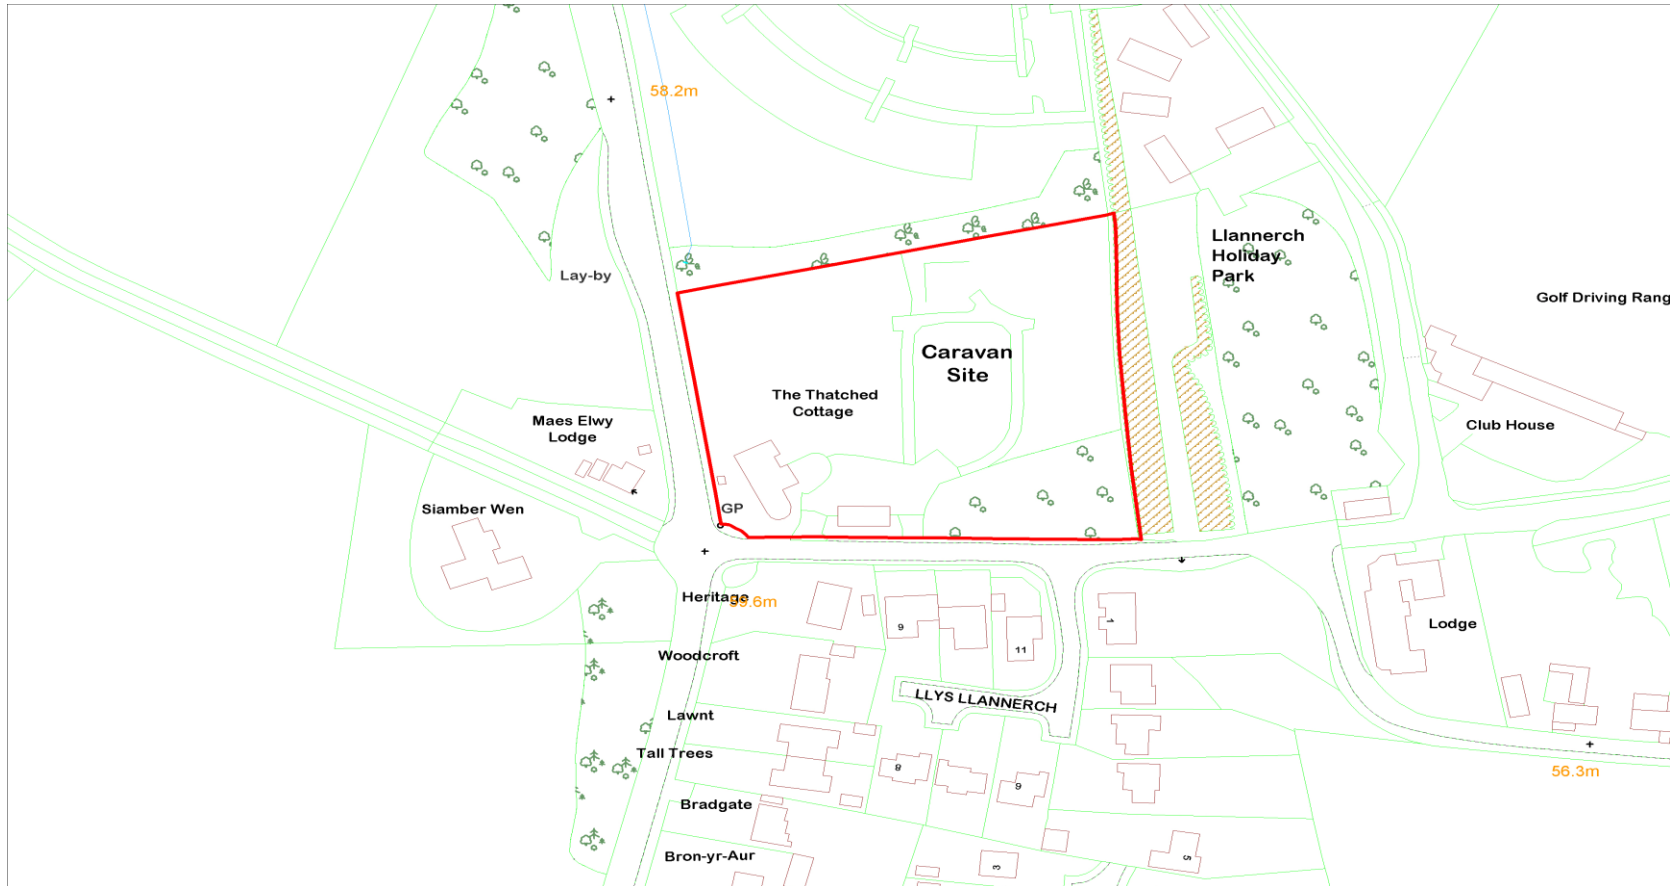 58.2m
Llannerch
Holiday
Park
Lay-by
Golf Driving Rang
Caravan
Site
The Thatched
Cottage
Maes Elwy
Lodge
Club House
Siamber Wen
GP
Heritage
59.6m
9
11
1
Lodge
Woodcroft
LLYS LLANNERCH
Lawnt
Tall Trees
8
6
56.3m
Bradgate
Bron-yr-Aur
3
5